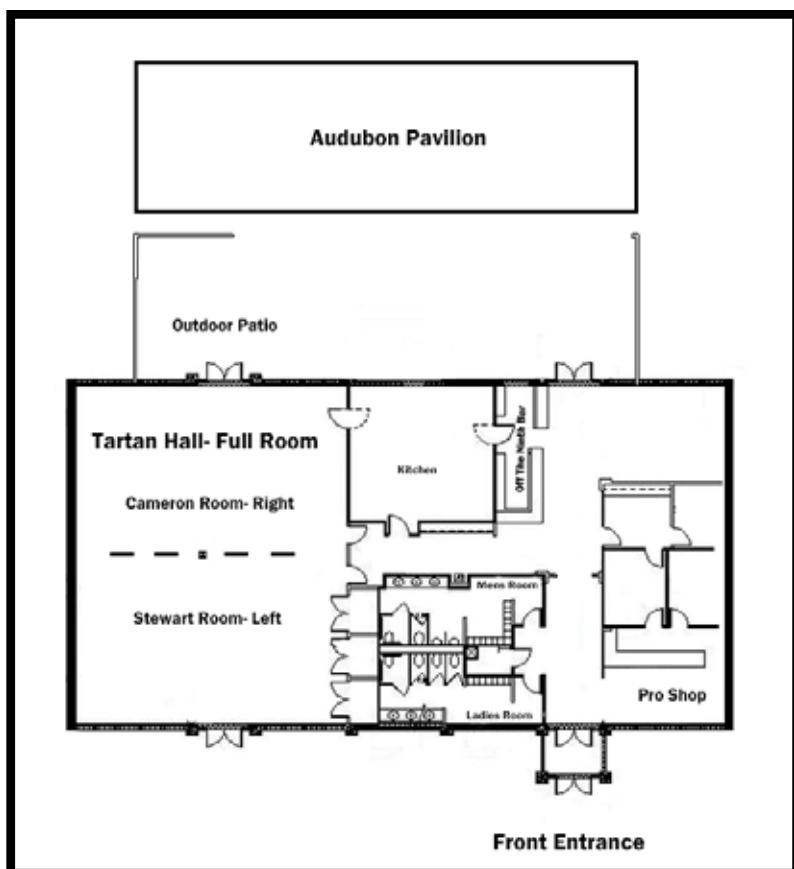 Audubon Pavilion
Outdoor Patio
Tartan Hall- Full Room
Off The Ninth Bar
Kitchen
Cameron Room- Right
Mens Room
Stewart Room- Left
Pro Shop
Ladies Room
Front Entrance